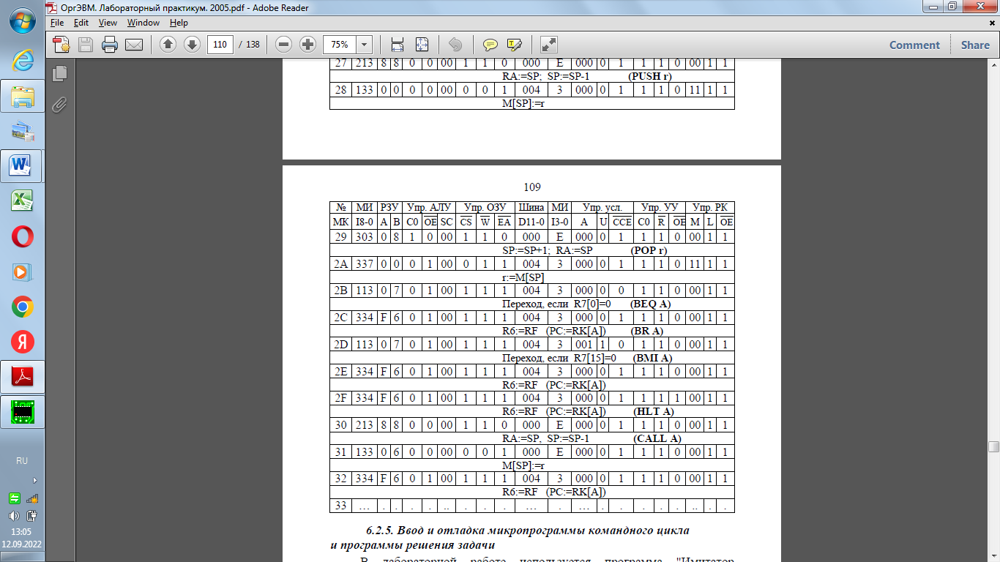 ОргЭВМ. Лабораторный практикум. 2005.pdf - Adobe Reader
File Edit View Window Help
110 / 138 75% Comment Share
27 213 8 8 0 0 00 1 1 0 000 E 000 0 1 1 1 0 00 1 1
RA:=SP; SP:=SP-1 (PUSH r)
28 133 0 0 0 0 00 0 0 1 004 3 000 0 1 1 1 0 11 1 1
M[SP]:=r
109
№ МИ РЗУ Упр. АЛУ Упр. ОЗУ Шина МИ Упр. усл. Упр. УУ Упр. РК
МК I8-0 A B C0 OE SC CS W EA D11-0 I3-0 A U CCE C0 R OE M L OE
29 303 0 8 1 0 00 1 1 0 000 E 000 0 1 1 1 0 00 1 1
SP:=SP+1; RA:=SP (POP r)
2A 337 0 0 0 1 00 0 1 1 004 3 000 0 1 1 1 0 11 1 1
r:=M[SP]
2B 113 0 7 0 1 00 1 1 1 004 3 000 0 0 1 1 0 00 1 1
Переход, если R7[0]=0 (BEQ A)
2C 334 F 6 0 1 00 1 1 1 004 3 000 0 1 1 1 0 00 1 1
R6:=RF (PC:=RK[A]) (BR A)
2D 113 0 7 0 1 00 1 1 1 004 3 001 1 0 1 1 0 00 1 1
Переход, если R7[15]=0 (BMI A)
2E 334 F 6 0 1 00 1 1 1 004 3 000 0 1 1 1 0 00 1 1
R6:=RF (PC:=RK[A])
2F 334 F 6 0 1 00 1 1 1 004 3 000 0 1 1 1 1 00 1 1
R6:=RF (PC:=RK[A]) (HLT A)
30 213 8 8 0 0 00 1 1 0 000 E 000 0 1 1 1 0 00 1 1
RA:=SP, SP:=SP-1 (CALL A)
31 133 0 6 0 0 00 0 0 1 000 E 000 0 1 1 1 0 00 1 1
M[SP]:=r
32 334 F 6 0 1 00 1 1 1 004 3 000 0 1 1 1 0 00 1 1
R6:=RF (PC:=RK[A])
33 ... . . . . .. . . . ... . ... . . . . . .. . .
6.2.5. Ввод и отладка микропрограммы командного цикла
и программы решения задачи
В лабораторной работе используется программа "Имитатор
RU
13:05
12.09.2022